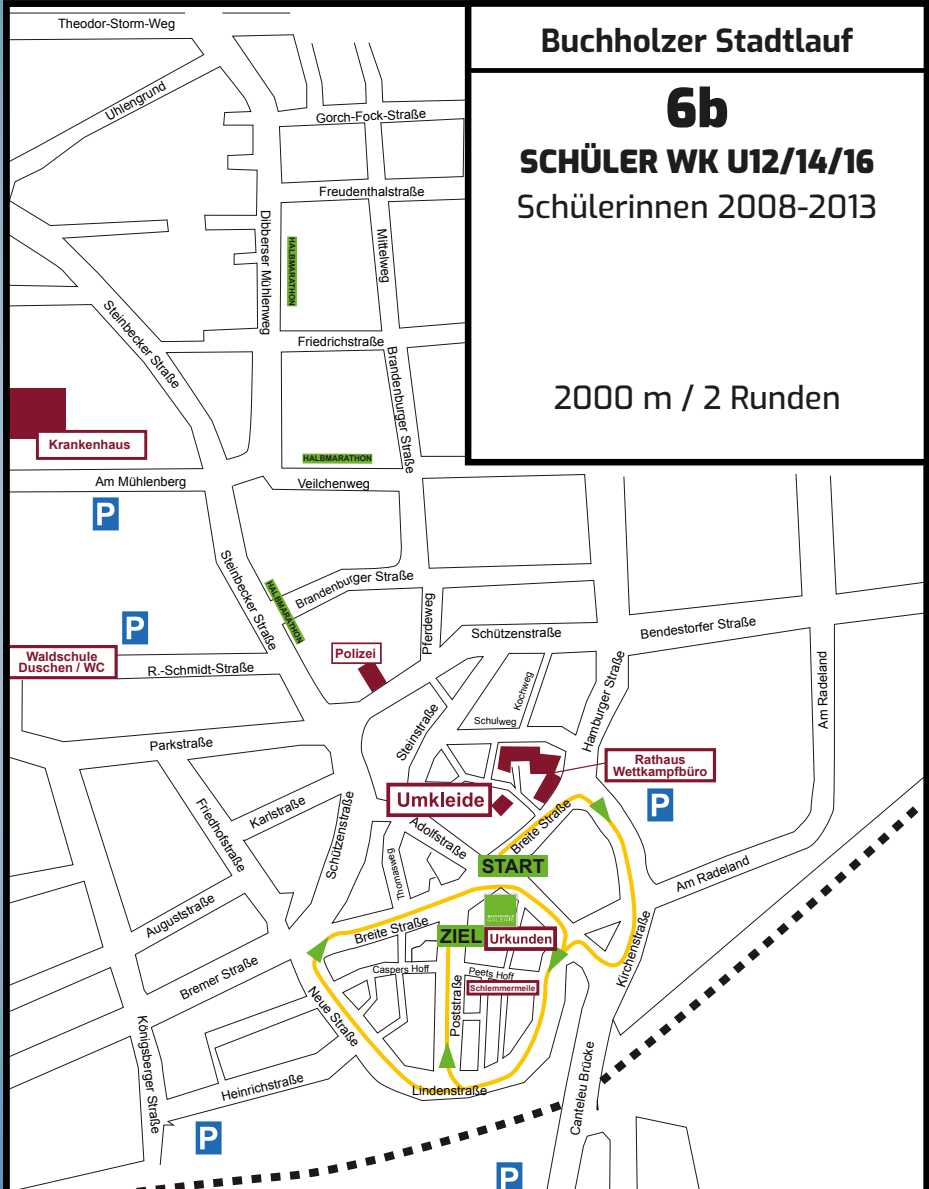 Buchholzer Stadtlauf
6b
SCHÜLER WK U12/14/16
Schülerinnen 2008-2013
2000 m / 2 Runden
Theodor-Storm-Weg
Uhlengrund
Gorch-Fock-Straße
Freudenthalstraße
Dibberser Mühlenweg
HALBMARATHON
Mittelweg
Steinbecker Straße
Friedrichstraße
Brandenburger Straße
Krankenhaus
HALBMARATHON
Am Mühlenberg
Veilchenweg
P
Steinbecker Straße
HALBMARATHON
Brandenburger Straße
Pferdeweg
P
Schützenstraße
Bendestorfer Straße
Waldschule
Duschen / WC
R.-Schmidt-Straße
Polizei
Kochweg
Hamburger Straße
Am Radeland
Steinstraße
Schulweg
Parkstraße
Rathaus
Wettkampfbüro
Umkleide
P
Friedhofstraße
Karlstraße
Schützenstraße
Adolfstraße
Breite Straße
Thomasweg
START
Am Radeland
Auguststraße
BUCHHOLZ
GALERIE
Breite Straße
ZIEL
Urkunden
Kirchenstraße
Bremer Straße
Caspers Hoff
Peets Hoff
Schlemmermeile
Neue Straße
Poststraße
Königsberger Straße
Heinrichstraße
Lindenstraße
Canteleu Brücke
P
P